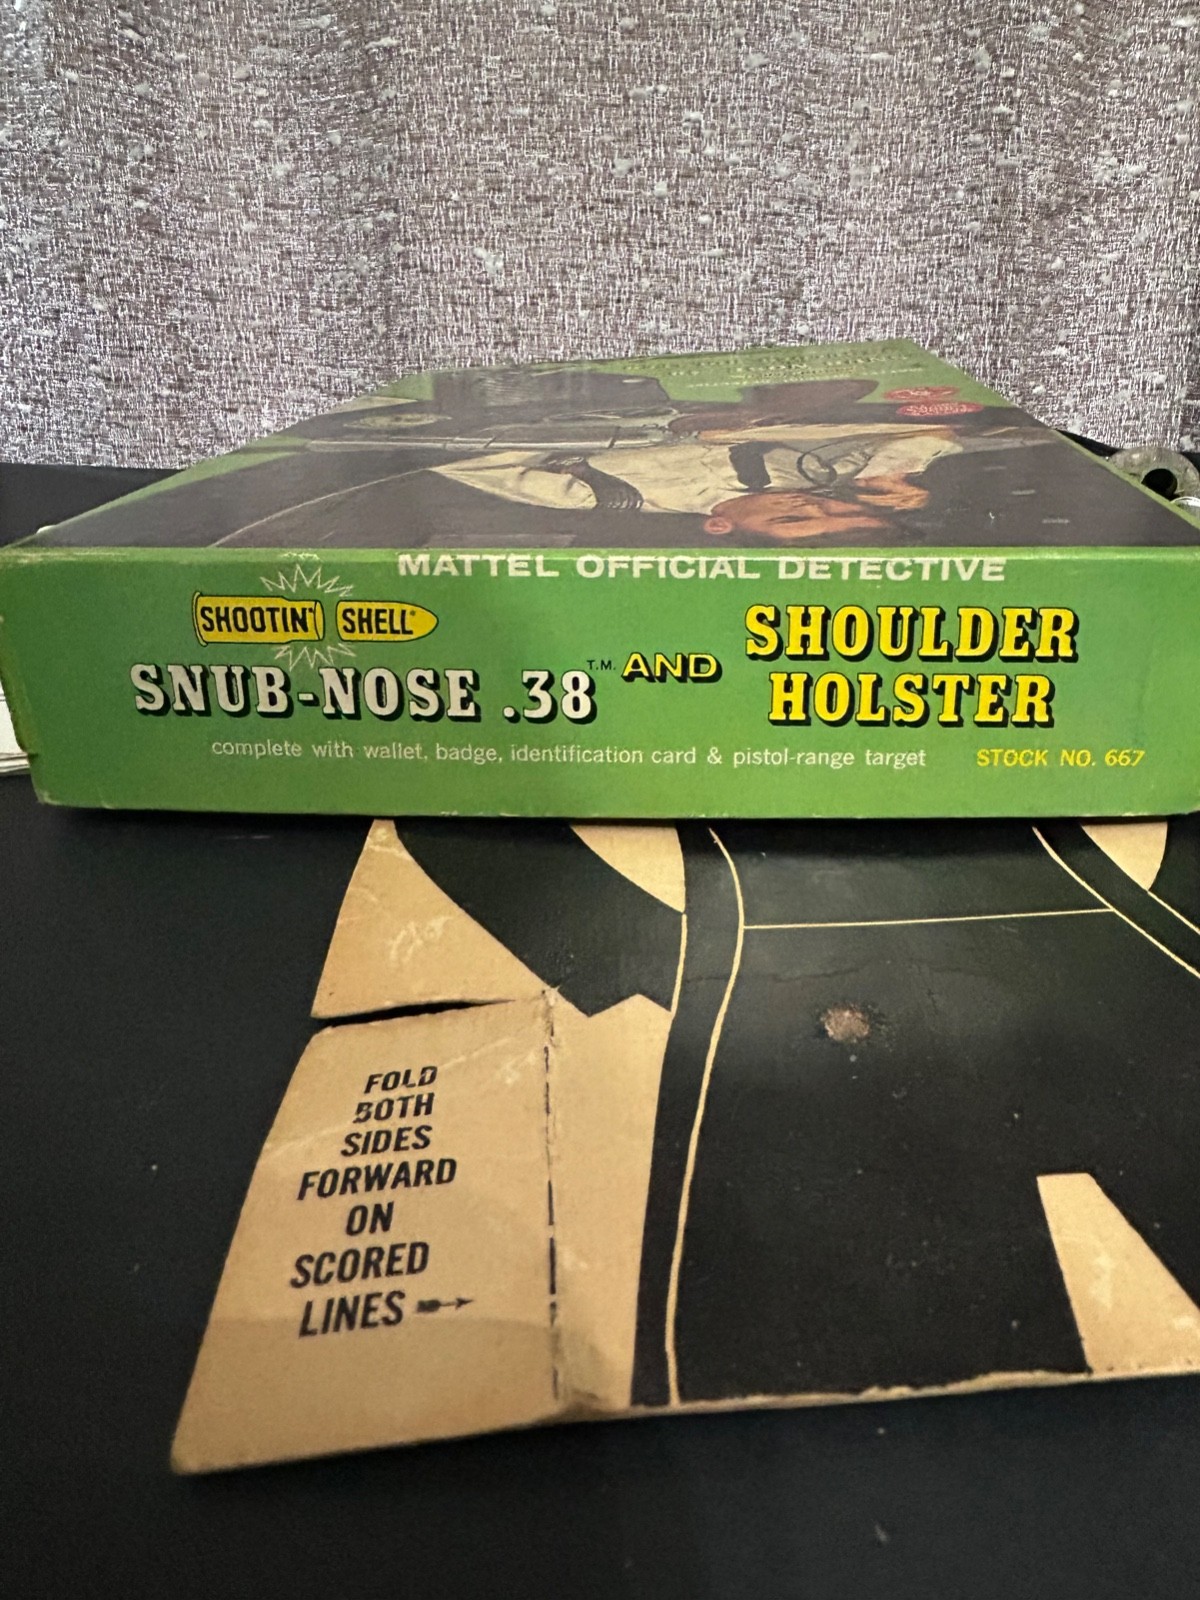 MATTEL OFFICIAL DETECTIVE
SHOOTIN' SHELL®
SNUB-NOSE .38 T.M. AND SHOULDER HOLSTER
complete with wallet, badge, identification card & pistol-range target STOCK NO. 667
FOLD
BOTH
SIDES
FORWARD
ON
SCORED
LINES